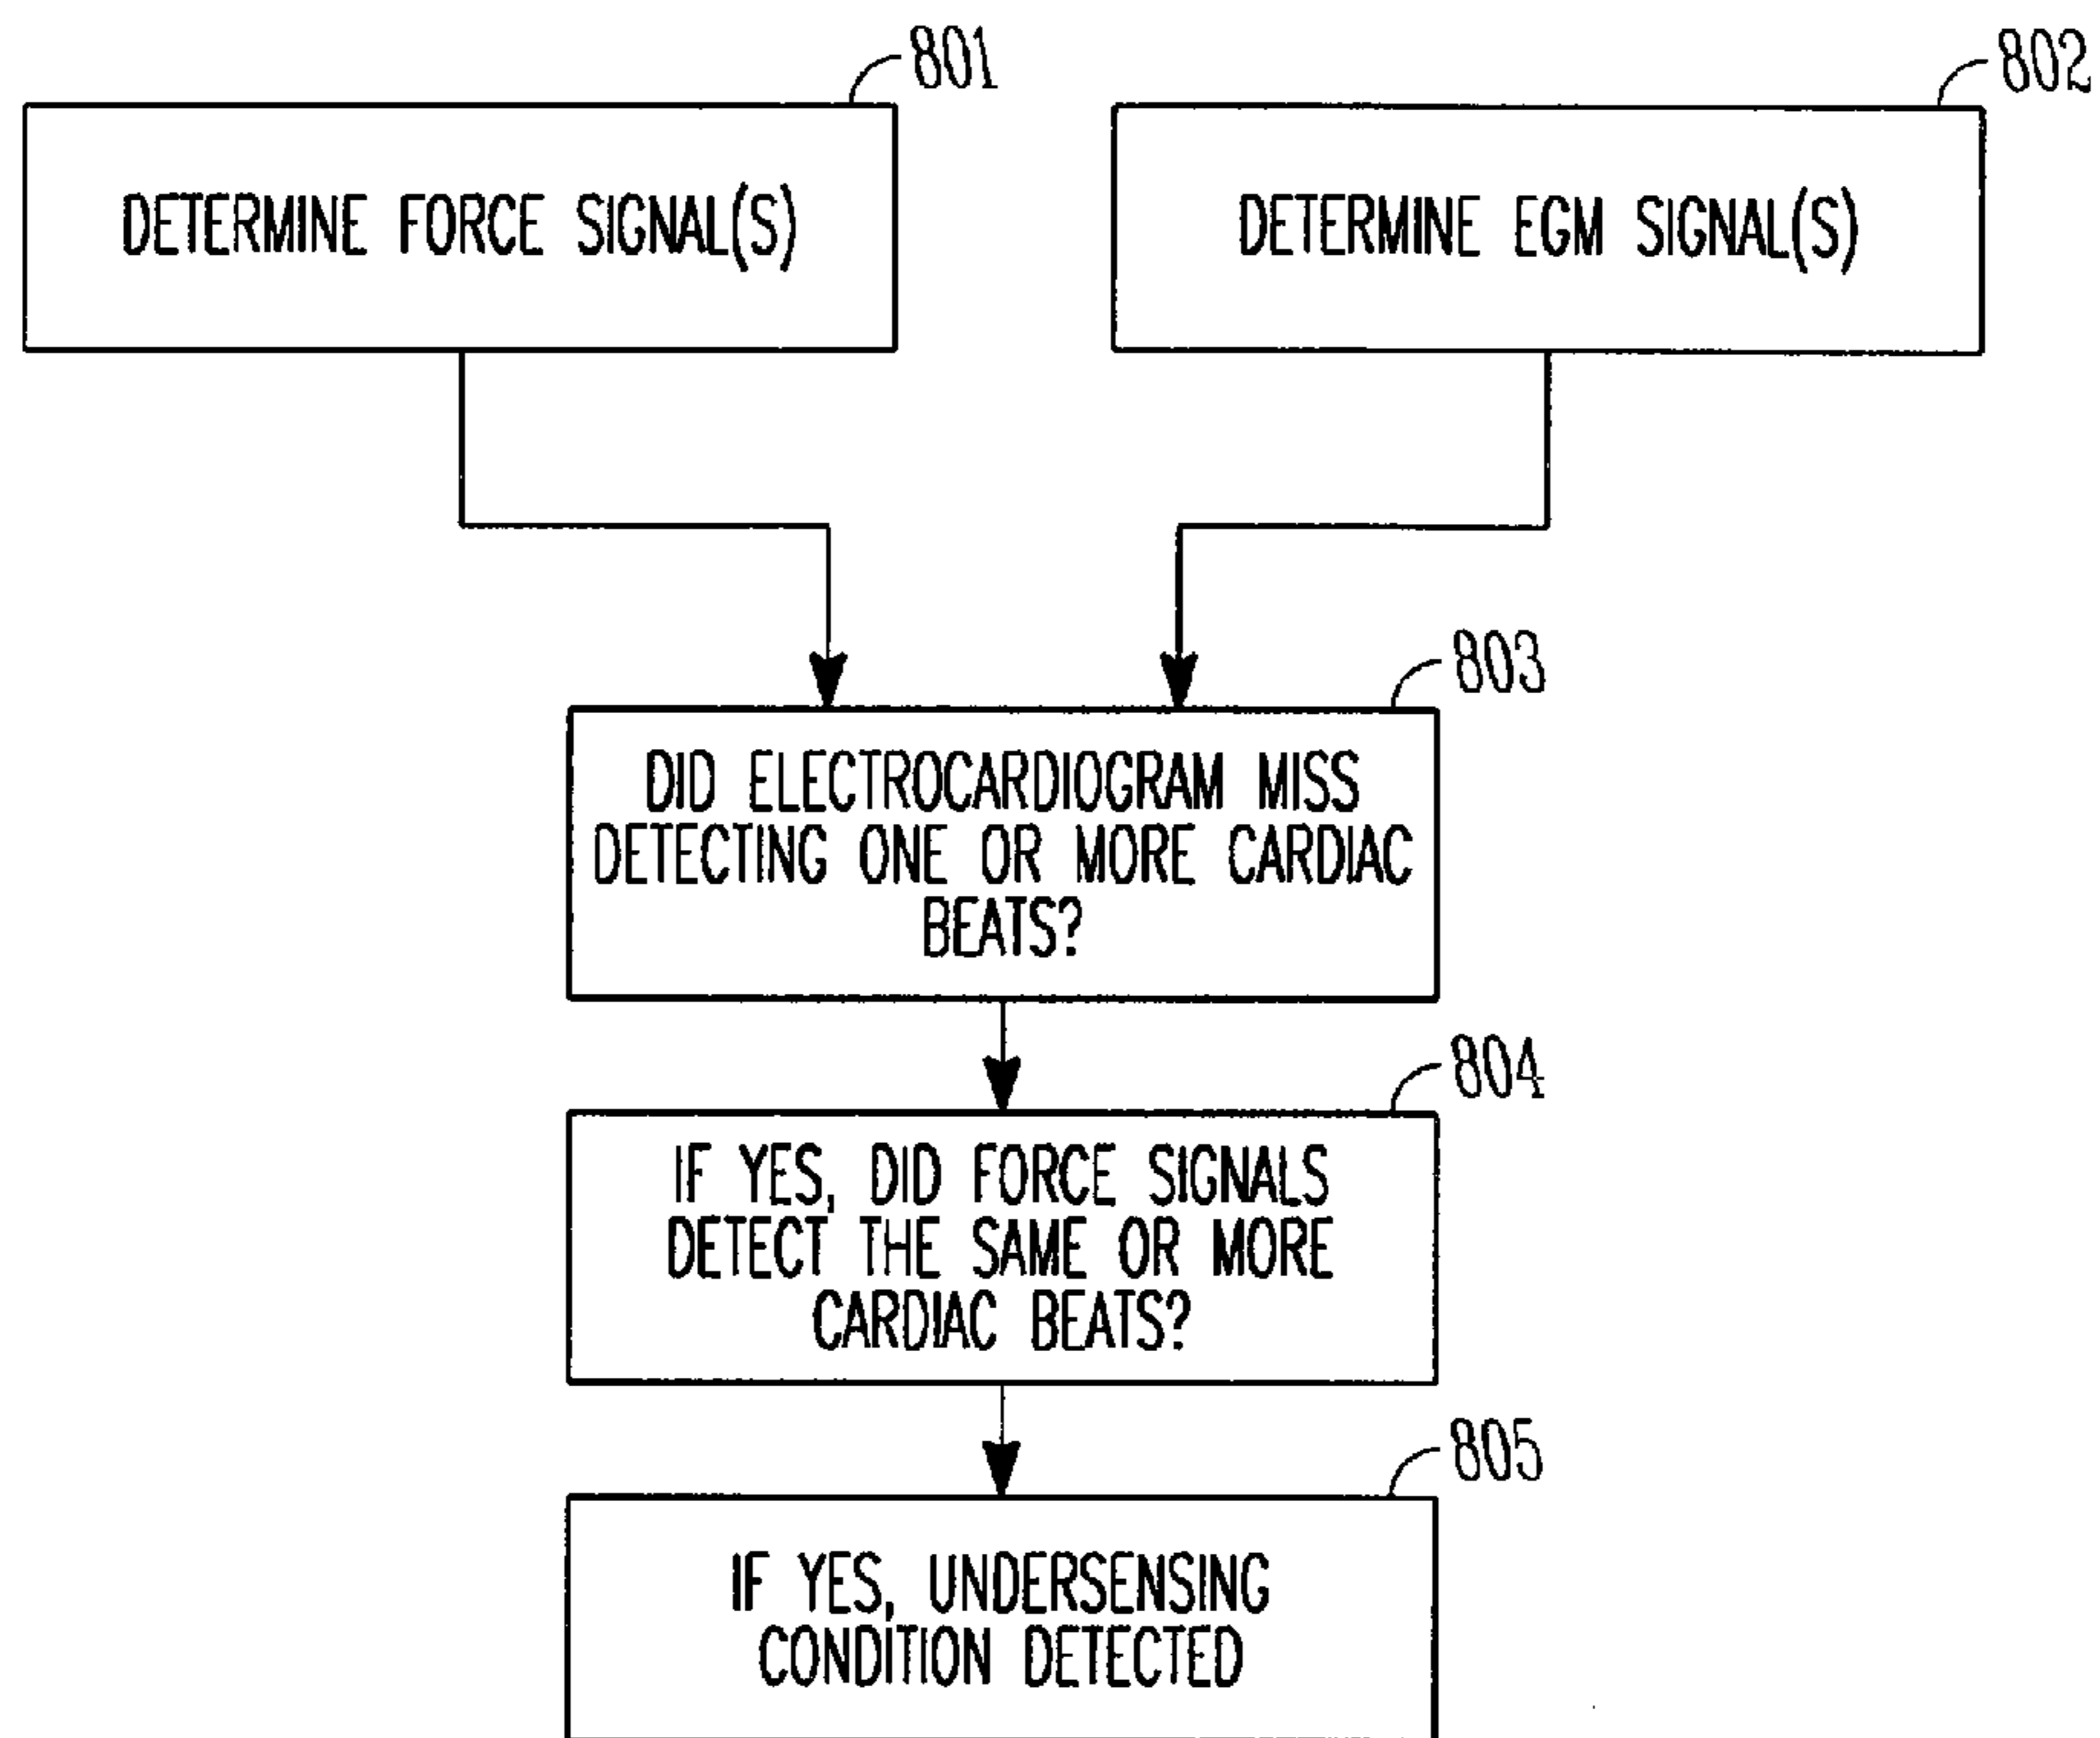 801
DETERMINE FORCE SIGNAL(S)
802
DETERMINE EGM SIGNAL(S)
803
DID ELECTROCARDIOGRAM MISS
DETECTING ONE OR MORE CARDIAC
BEATS?
804
IF YES, DID FORCE SIGNALS
DETECT THE SAME OR MORE
CARDIAC BEATS?
805
IF YES, UNDERSENSING
CONDITION DETECTED